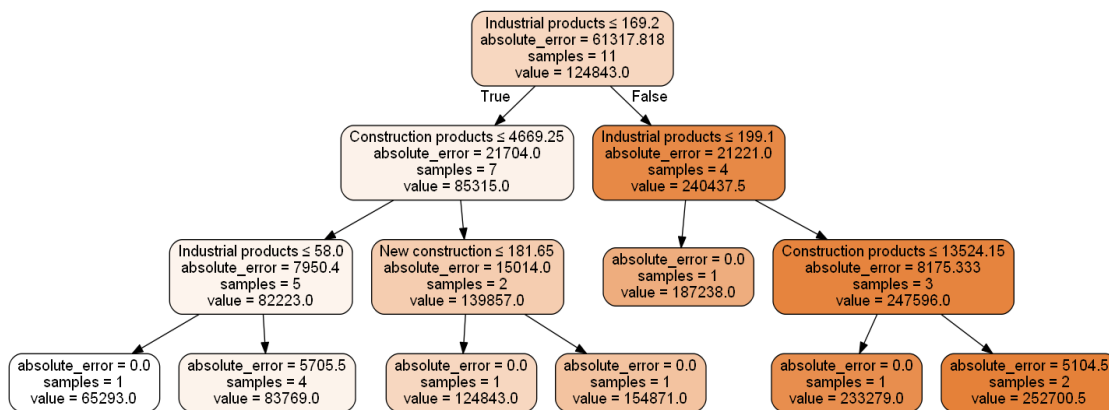 Industrial products ≤ 169.2
absolute_error = 61317.818
samples = 11
value = 124843.0
True
False
Construction products ≤ 4669.25
absolute_error = 21704.0
samples = 7
value = 85315.0
Industrial products ≤ 199.1
absolute_error = 21221.0
samples = 4
value = 240437.5
Industrial products ≤ 58.0
absolute_error = 7950.4
samples = 5
value = 82223.0
New construction ≤ 181.65
absolute_error = 15014.0
samples = 2
value = 139857.0
absolute_error = 0.0
samples = 1
value = 187238.0
Construction products ≤ 13524.15
absolute_error = 8175.333
samples = 3
value = 247596.0
absolute_error = 0.0
samples = 1
value = 65293.0
absolute_error = 5705.5
samples = 4
value = 83769.0
absolute_error = 0.0
samples = 1
value = 124843.0
absolute_error = 0.0
samples = 1
value = 154871.0
absolute_error = 0.0
samples = 1
value = 233279.0
absolute_error = 5104.5
samples = 2
value = 252700.5